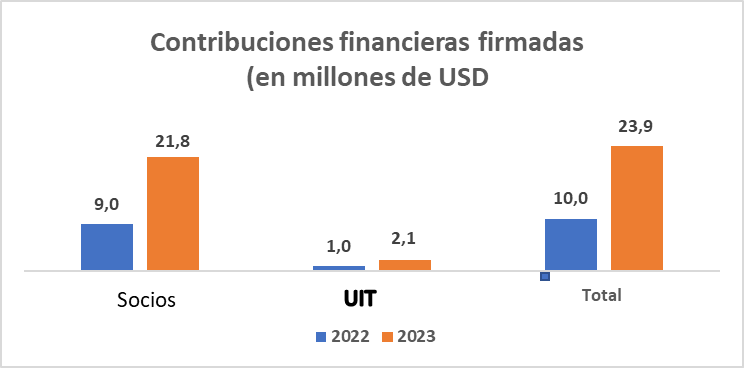 Contribuciones financieras firmadas
(en millones de USD
21,8
23,9
9,0
10,0
1,0
2,1
Socios
UIT
Total
2022 2023